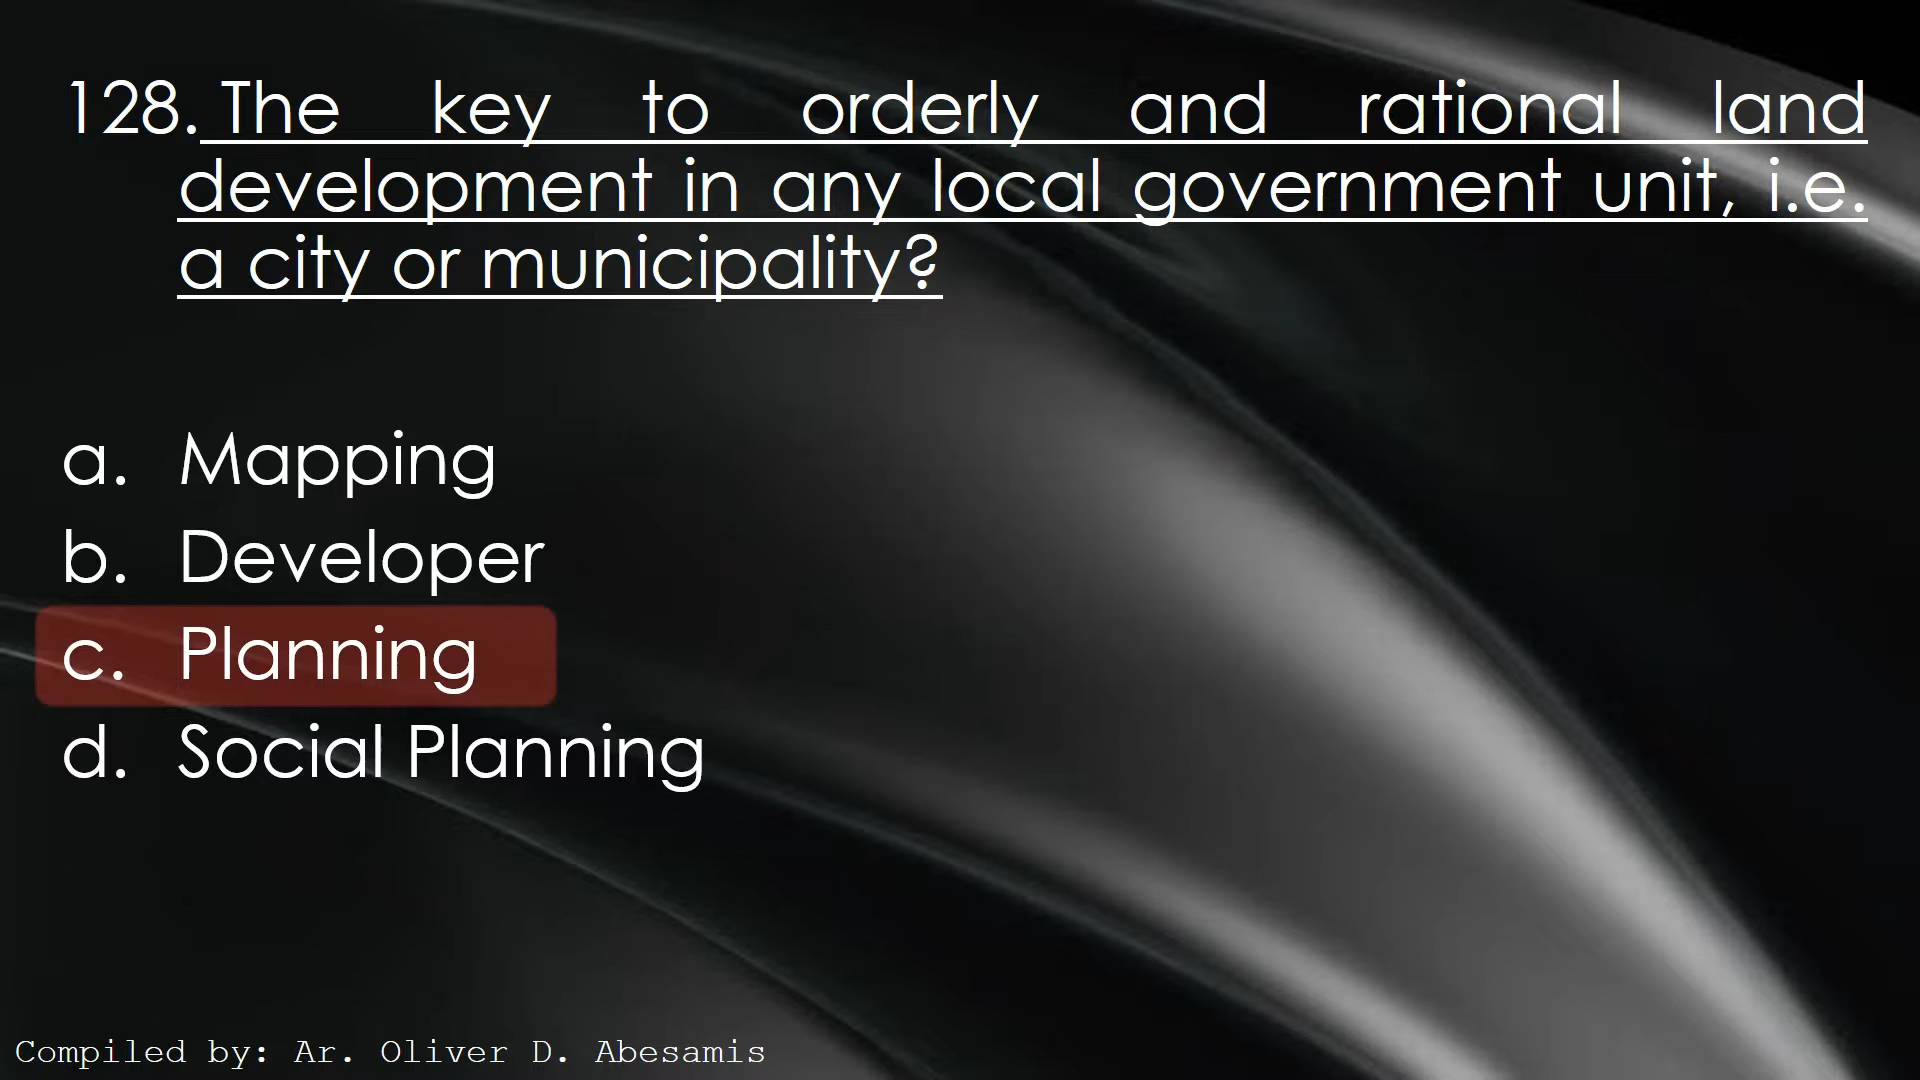 128. The key to orderly and rational land
development in any local government unit, i.e.
a city or municipality?
a. Mapping
b. Developer
c. Planning
d. Social Planning
Compiled by: Ar. Oliver D. Abesamis